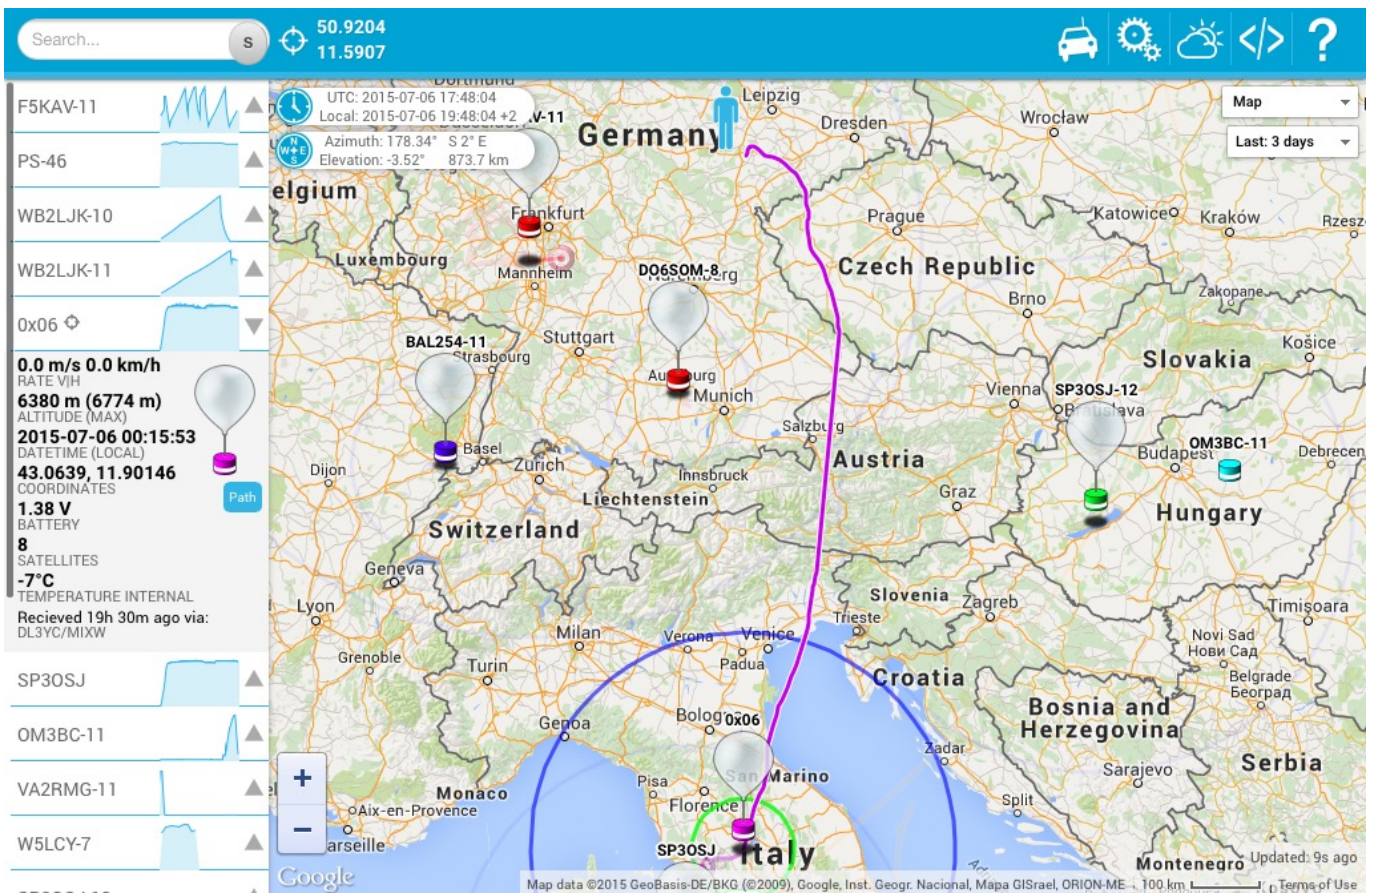 Search...
S
50.9204
11.5907
F5KAV-11
PS-46
WB2LJK-10
WB2LJK-11
0x06
0.0 m/s 0.0 km/h
RATE V|H
6380 m (6774 m)
ALTITUDE (MAX)
2015-07-06 00:15:53
DATETIME (LOCAL)
43.0639, 11.90146
COORDINATES
Path
1.38 V
BATTERY
8
SATELLITES
-7°C
TEMPERATURE INTERNAL
Recieved 19h 30m ago via:
DL3YC/MIXW
SP3OSJ
OM3BC-11
VA2RMG-11
W5LCY-7
UTC: 2015-07-06 17:48:04
Local: 2015-07-06 19:48:04 +2
N
W+E
S
Azimuth: 178.34° S 2° E
Elevation: -3.52° 873.7 km
Map
Last: 3 days
V-11
Leipzig
Germany
Dresden
Wrocław
elgium
Frankfurt
Prague
Katowice
Kraków
Rzesz
Luxembourg
Mannheim
DO6SOM-8
Czech Republic
Brno
Zakopane
BAL254-11
Strasbourg
Stuttgart
Slovakia
Košice
Augsburg
Munich
Vienna
SP3OSJ-12
Bratislava
Salzburg
Austria
OM3BC-11
Budapest
Debrecen
Dijon
Basel
Zurich
Innsbruck
Liechtenstein
Graz
Hungary
Switzerland
Geneva
Slovenia
Zagreb
Timișoara
Lyon
Milan
Verona
Venice
Trieste
Novi Sad
Нови Сад
Grenoble
Turin
Padua
Croatia
Belgrade
Београд
Genoa
Bologna
0x06
Bosnia and
Herzegovina
Zadar
Serbia
Pisa
San Marino
Sarajevo
Monaco
Florence
Split
Aix-en-Provence
arseille
SP3OSJ
Italy
Montenegro
Updated: 9s ago
+
−
Google
Map data ©2015 GeoBasis-DE/BKG (©2009), Google, Inst. Geogr. Nacional, Mapa GISrael, ORION-ME
100 km
Terms of Use